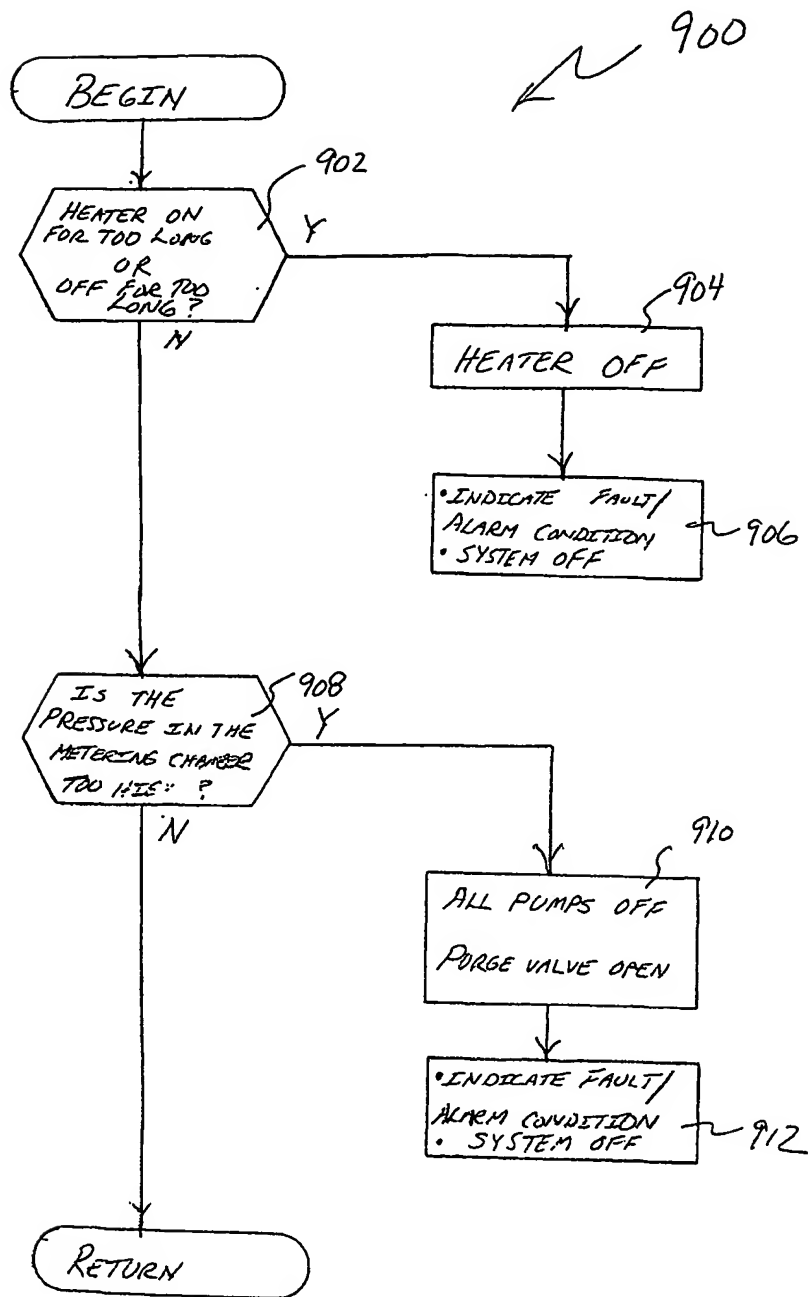 900
BEGIN
902
HEATER ON
FOR TOO LONG
OR
OFF FOR TOO
LONG?
Y
N
904
HEATER OFF
• INDICATE FAULT/
ALARM CONDITION
• SYSTEM OFF
906
IS THE
PRESSURE IN THE
METERING CHAMBER
TOO ?
908
Y
N
910
ALL PUMPS OFF
PURGE VALVE OPEN
• INDICATE FAULT/
ALARM CONDITION
• SYSTEM OFF
912
RETURN